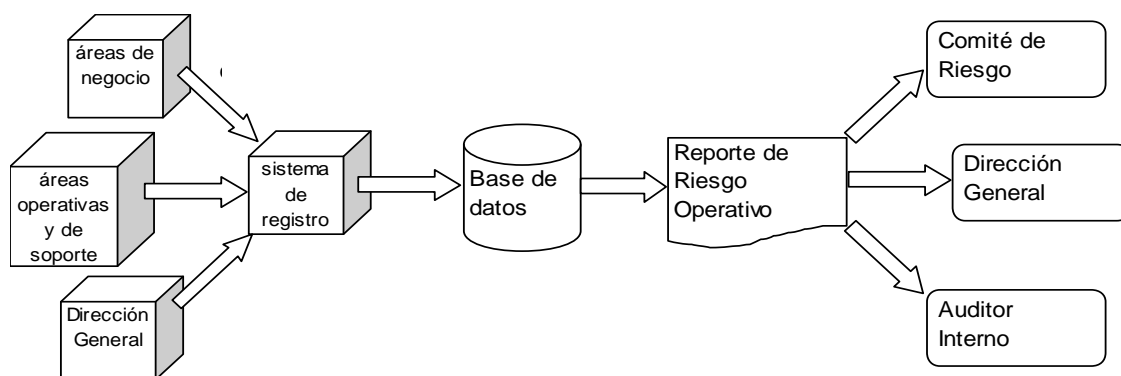 áreas de
negocio
áreas
operativas
y de
soporte
Dirección
General
sistema
de
registro
Base de
datos
Reporte de
Riesgo
Operativo
Comité de
Riesgo
Dirección
General
Auditor
Interno